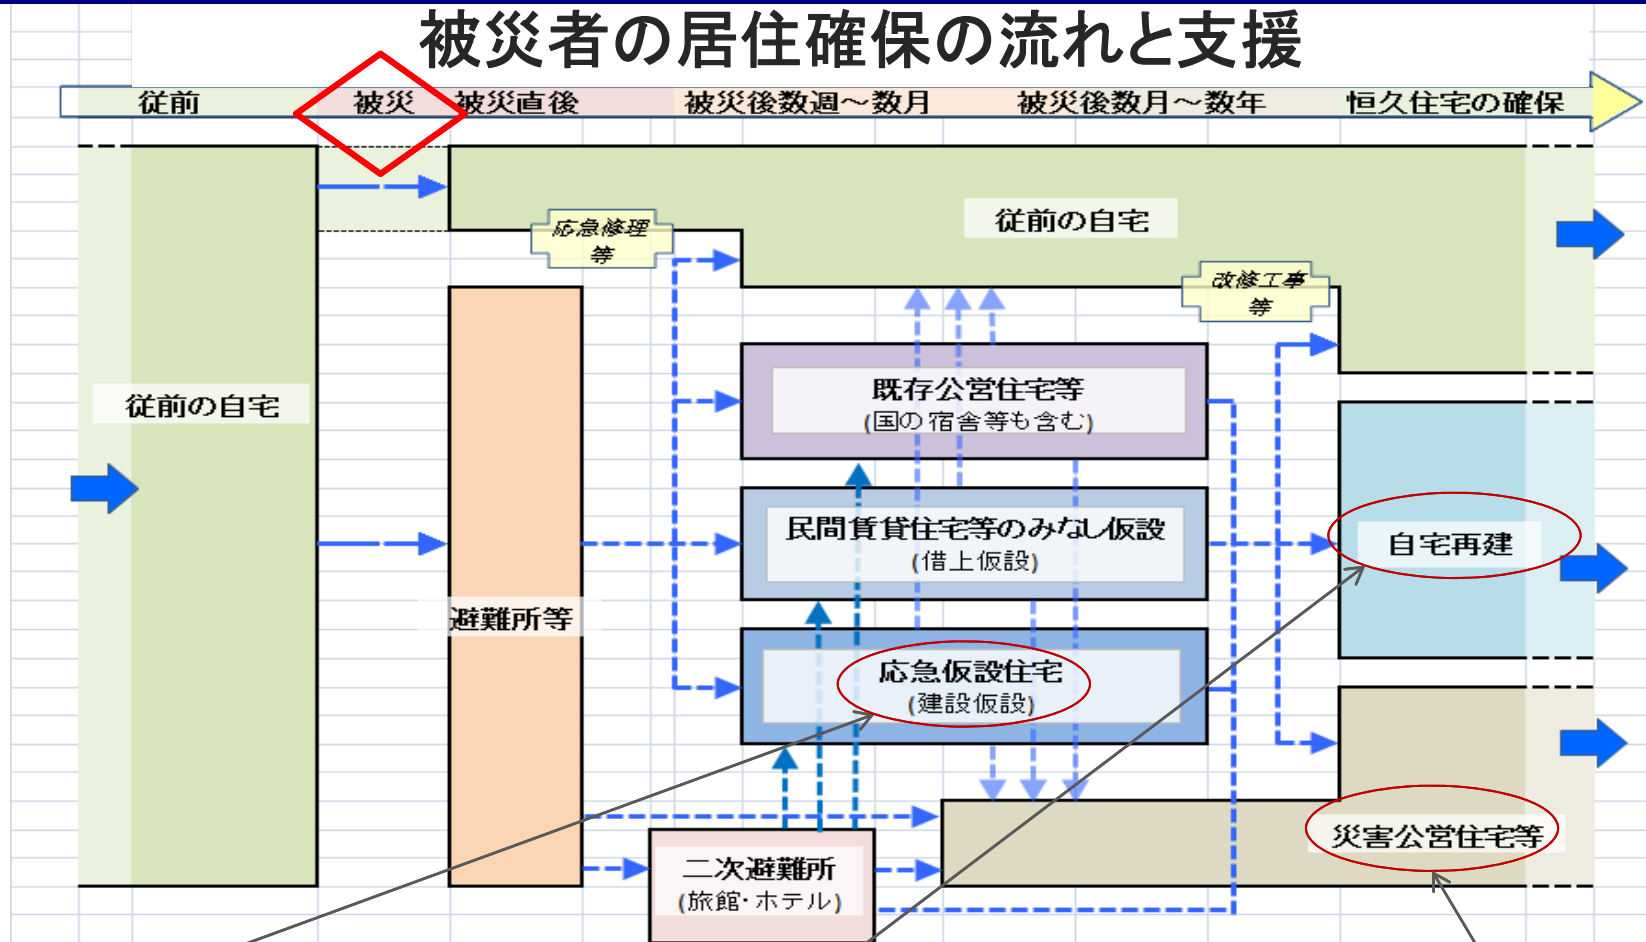 被災者の居住確保の流れと支援
従前
被災
被災直後
被災後数週～数月
被災後数月～数年
恒久住宅の確保
従前の自宅
応急修理
等
改修工事
等
従前の自宅
既存公営住宅等
(国の宿舎等も含む)
民間賃貸住宅等のみなし仮設
(借上仮設)
自宅再建
避難所等
応急仮設住宅
(建設仮設)
災害公営住宅等
二次避難所
(旅館・ホテル)